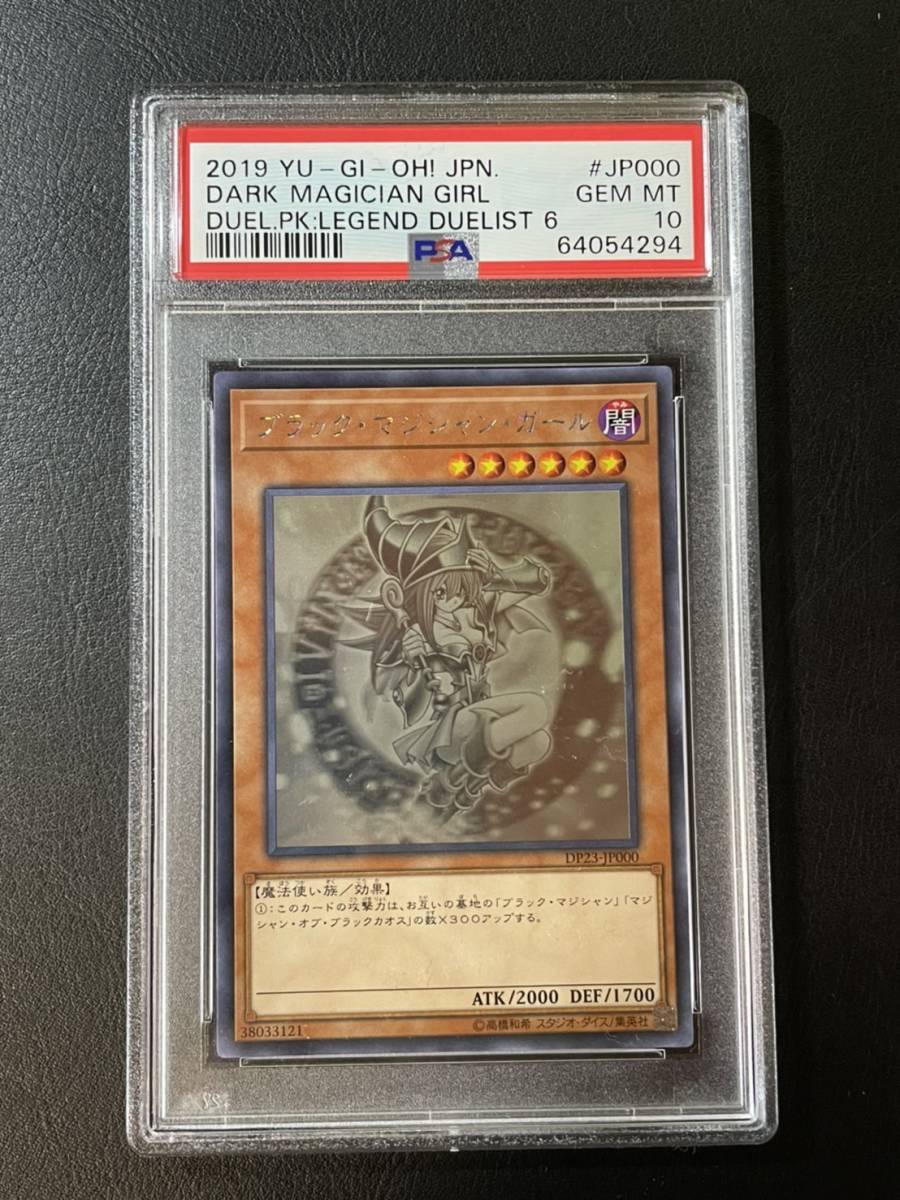 2019 YU-GI-OH! JPN. #JP000
DARK MAGICIAN GIRL GEM MT
DUEL.PK:LEGEND DUELIST 6 10
PSA 64054294
ブラック・マジシャン・ガール 闇
DP23-JP000
【魔法使い族／効果】
①：このカードの攻撃力は、お互いの墓地の「ブラック・マジシャン」「マジ
シャン・オブ・ブラックカオス」の数×300アップする。
ATK/2000 DEF/1700
38033121 ©高橋和希 スタジオ・ダイス/集英社